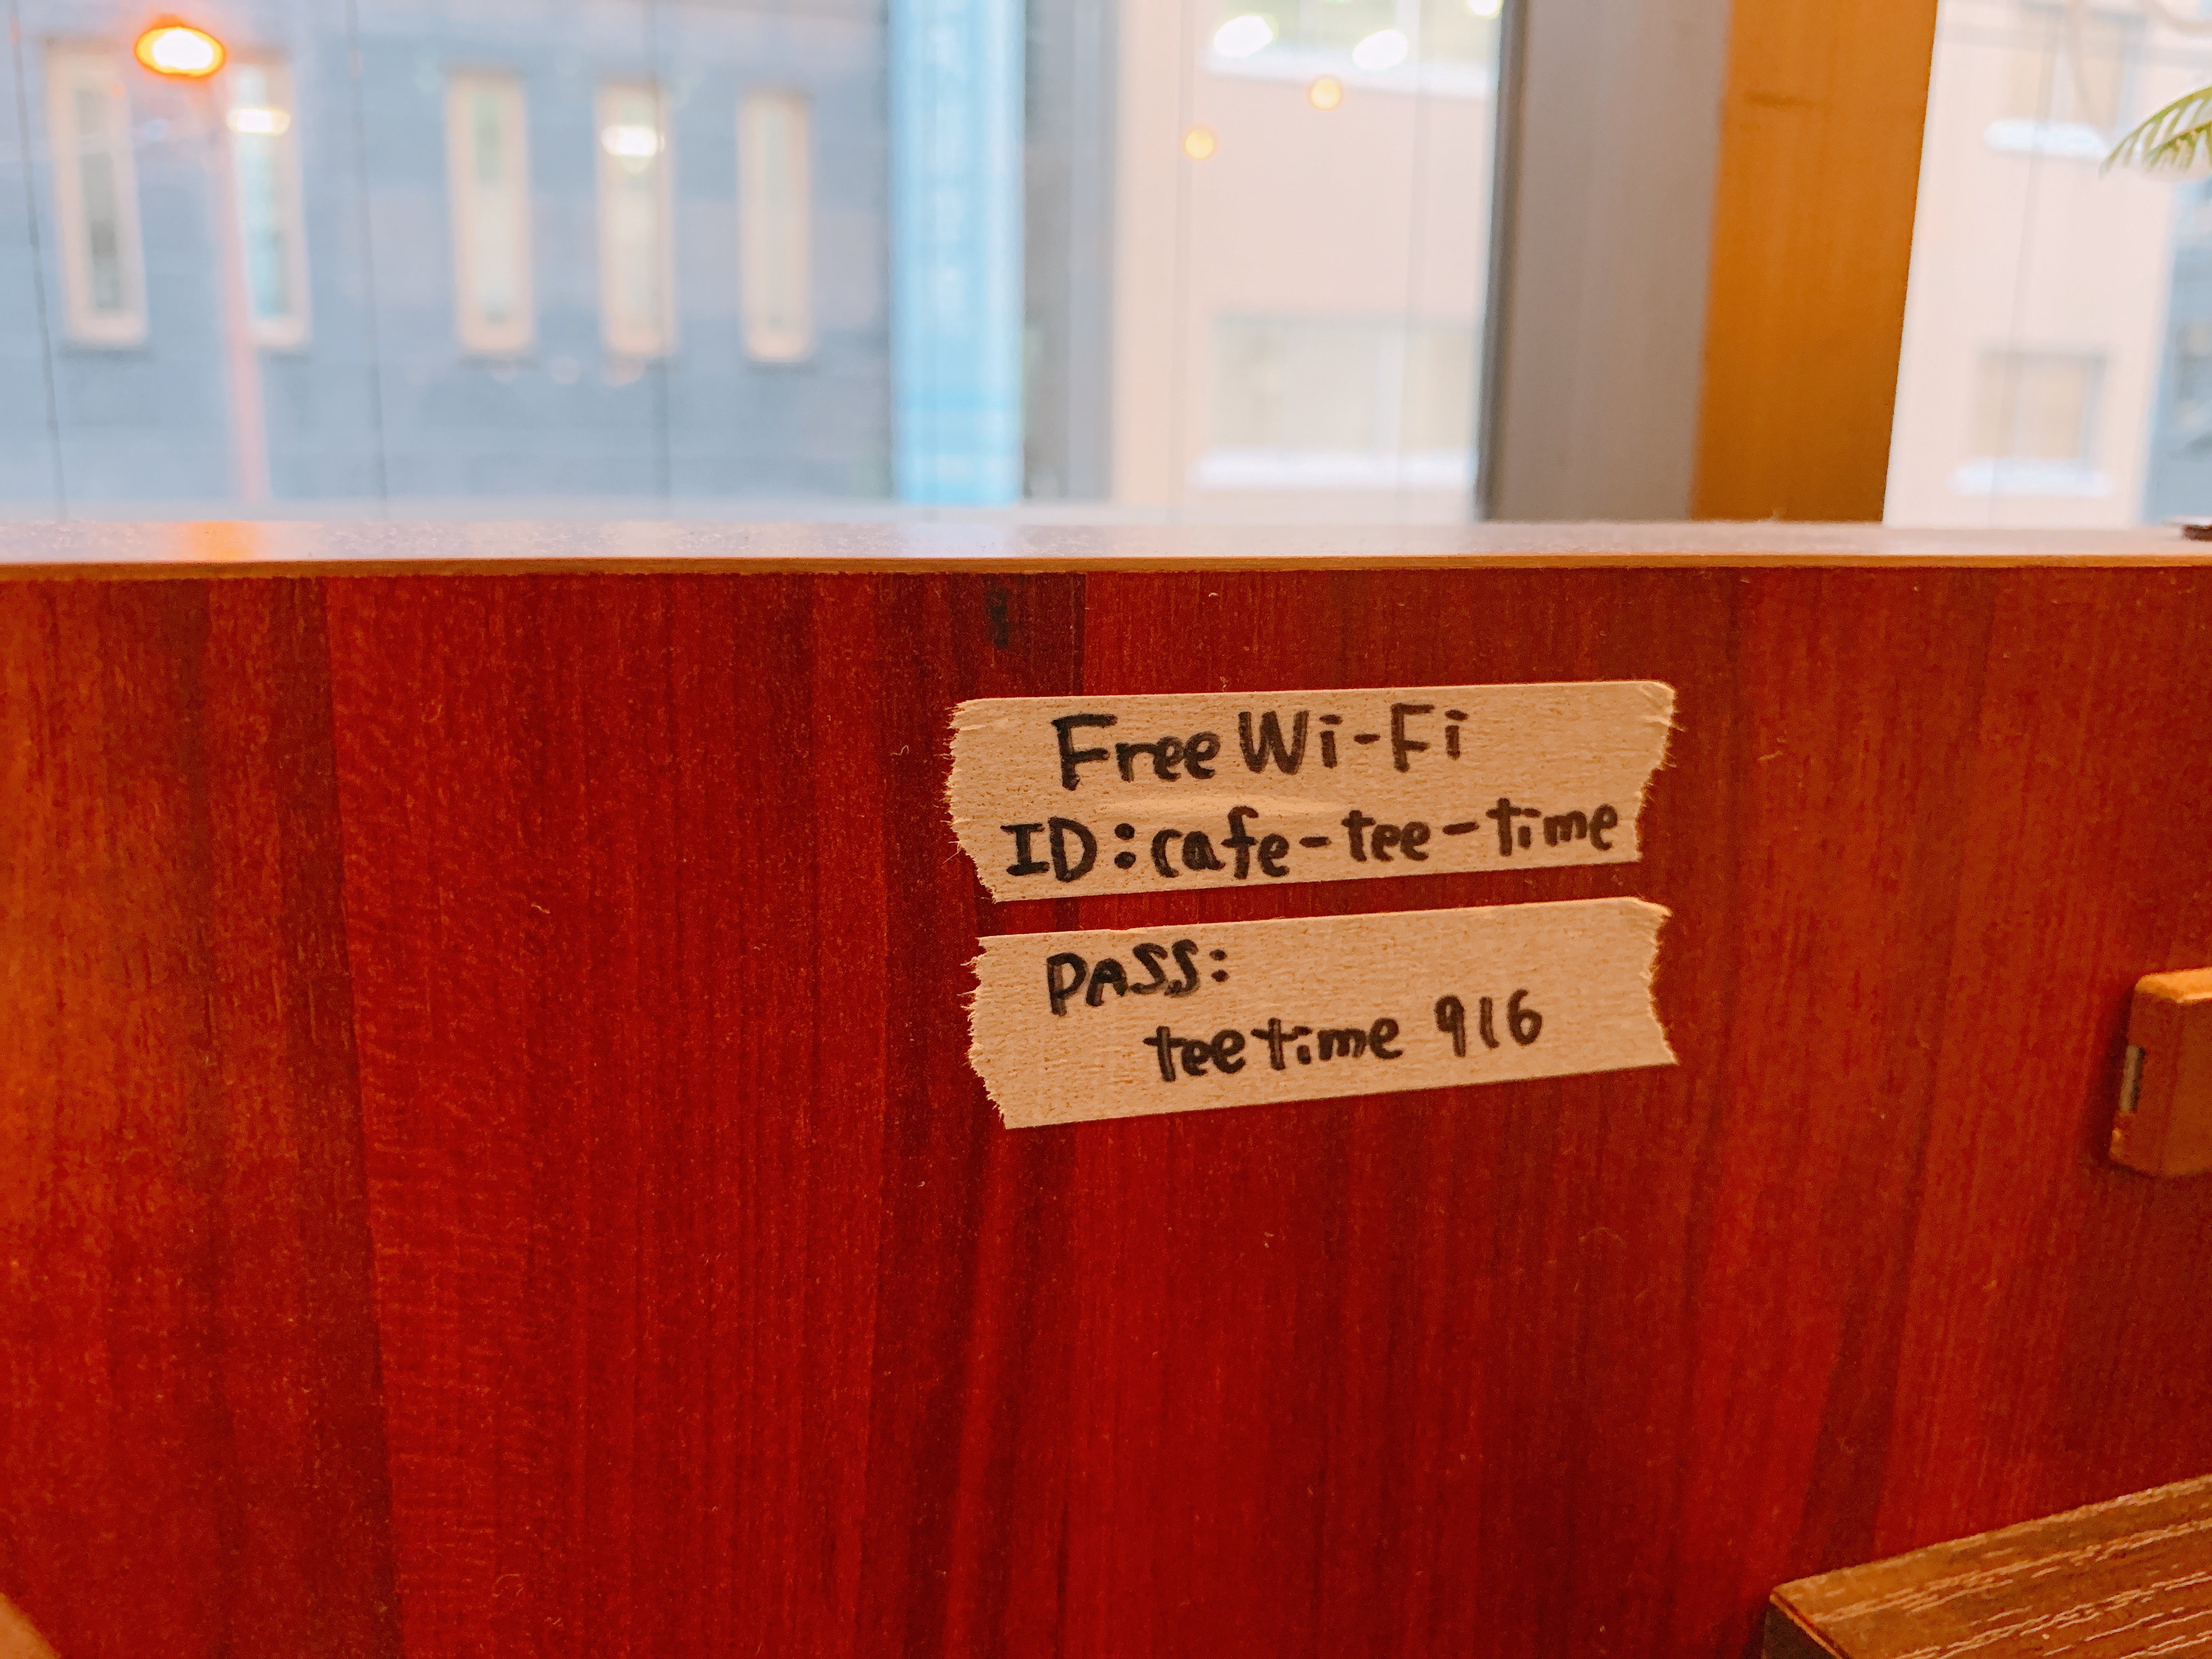 Free Wi-Fi
ID:cafe-tee-time
PASS:
teetime 916